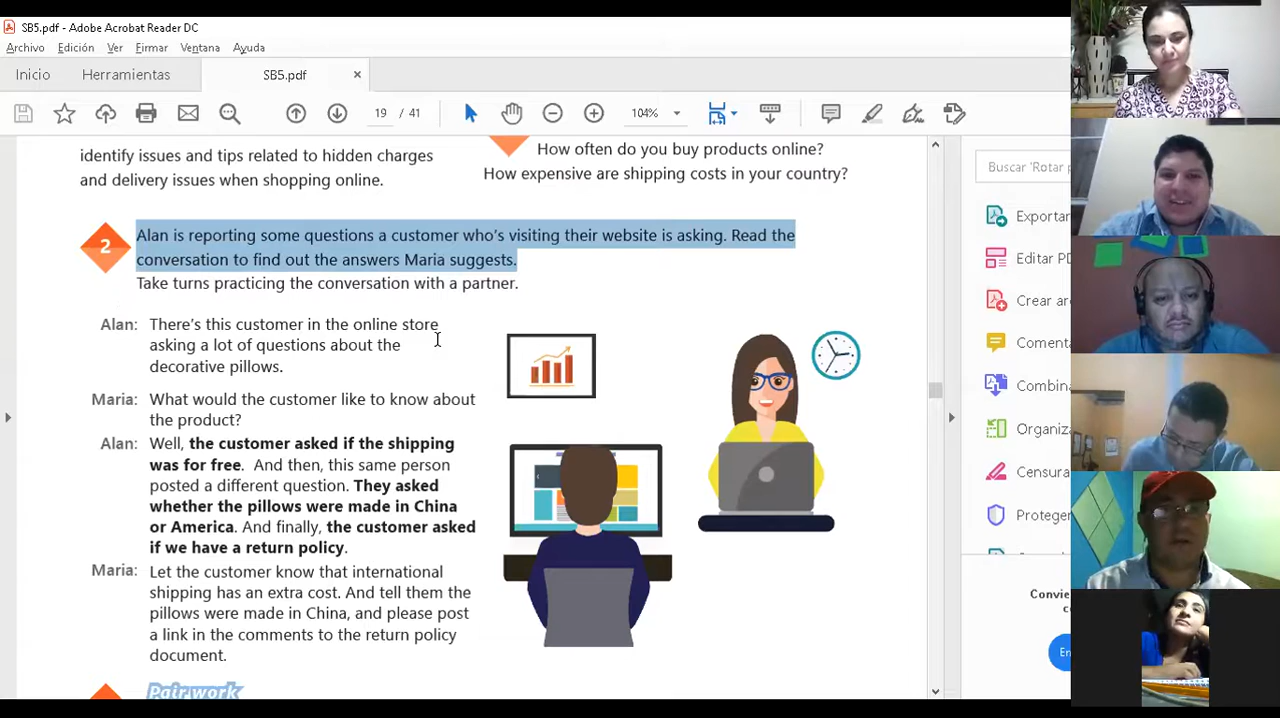 SB5.pdf - Adobe Acrobat Reader DC
Archivo Edición Ver Firmar Ventana Ayuda
Inicio Herramientas SB5.pdf ×
19 / 41 104%
identify issues and tips related to hidden charges
and delivery issues when shopping online.
How often do you buy products online?
How expensive are shipping costs in your country?
2
Alan is reporting some questions a customer who's visiting their website is asking. Read the
conversation to find out the answers Maria suggests.
Take turns practicing the conversation with a partner.
Alan: There's this customer in the online store
asking a lot of questions about the
decorative pillows.
Maria: What would the customer like to know about
the product?
Alan: Well, the customer asked if the shipping
was for free. And then, this same person
posted a different question. They asked
whether the pillows were made in China
or America. And finally, the customer asked
if we have a return policy.
Maria: Let the customer know that international
shipping has an extra cost. And tell them the
pillows were made in China, and please post
a link in the comments to the return policy
document.
Pair work
Buscar 'Rotar
Exportar
Editar PD
Crear ar
Comenta
Combina
Organiza
Censura
Proteger
Convie